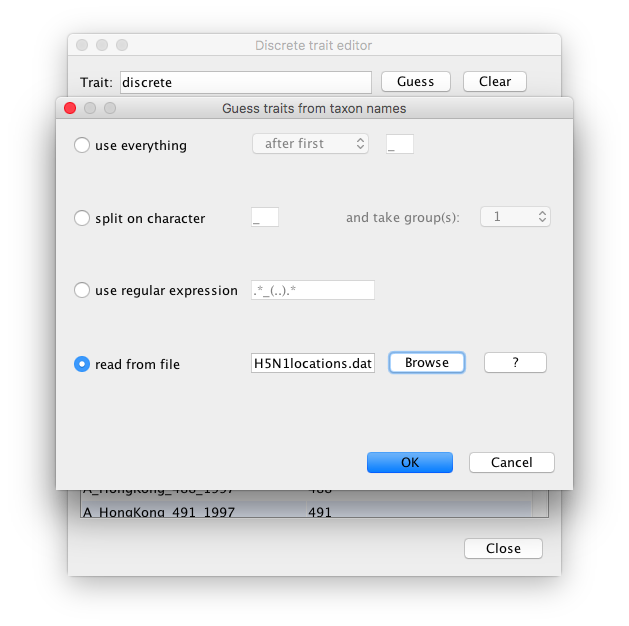 Discrete trait editor
Trait: discrete Guess Clear
Guess traits from taxon names
use everything after first _
split on character _ and take group(s): 1
use regular expression .*_(..).*
read from file H5N1locations.dat Browse ?
OK Cancel
A_HongKong_488_1997 488
A_HongKong_491_1997 491
Close